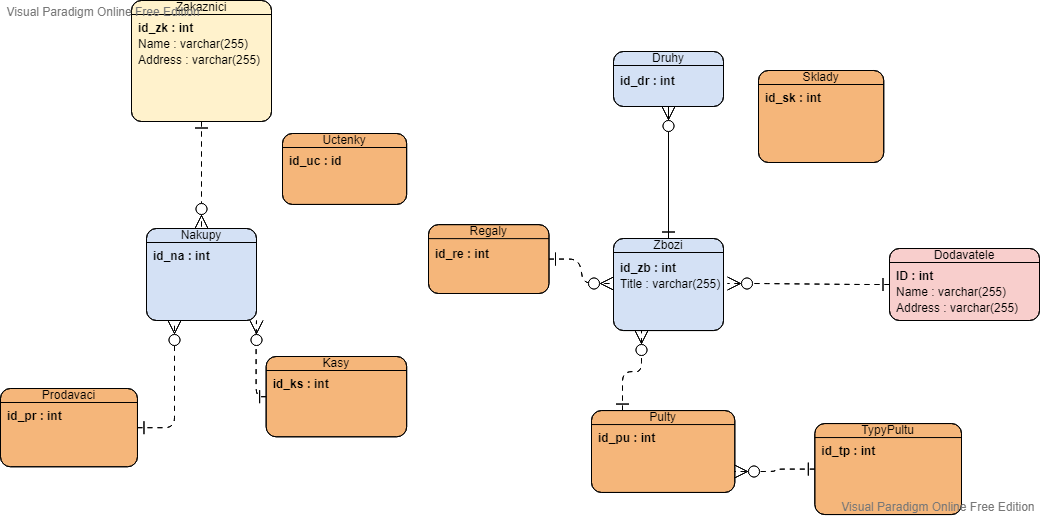 Visual Paradigm Online Free Edition
Zakaznici
id_zk : int
Name : varchar(255)
Address : varchar(255)
Druhy
id_dr : int
Sklady
id_sk : int
Uctenky
id_uc : id
Nakupy
id_na : int
Regaly
id_re : int
Zbozi
id_zb : int
Title : varchar(255)
Dodavatele
ID : int
Name : varchar(255)
Address : varchar(255)
Kasy
id_ks : int
Prodavaci
id_pr : int
Pulty
id_pu : int
TypyPultu
id_tp : int
Visual Paradigm Online Free Edition